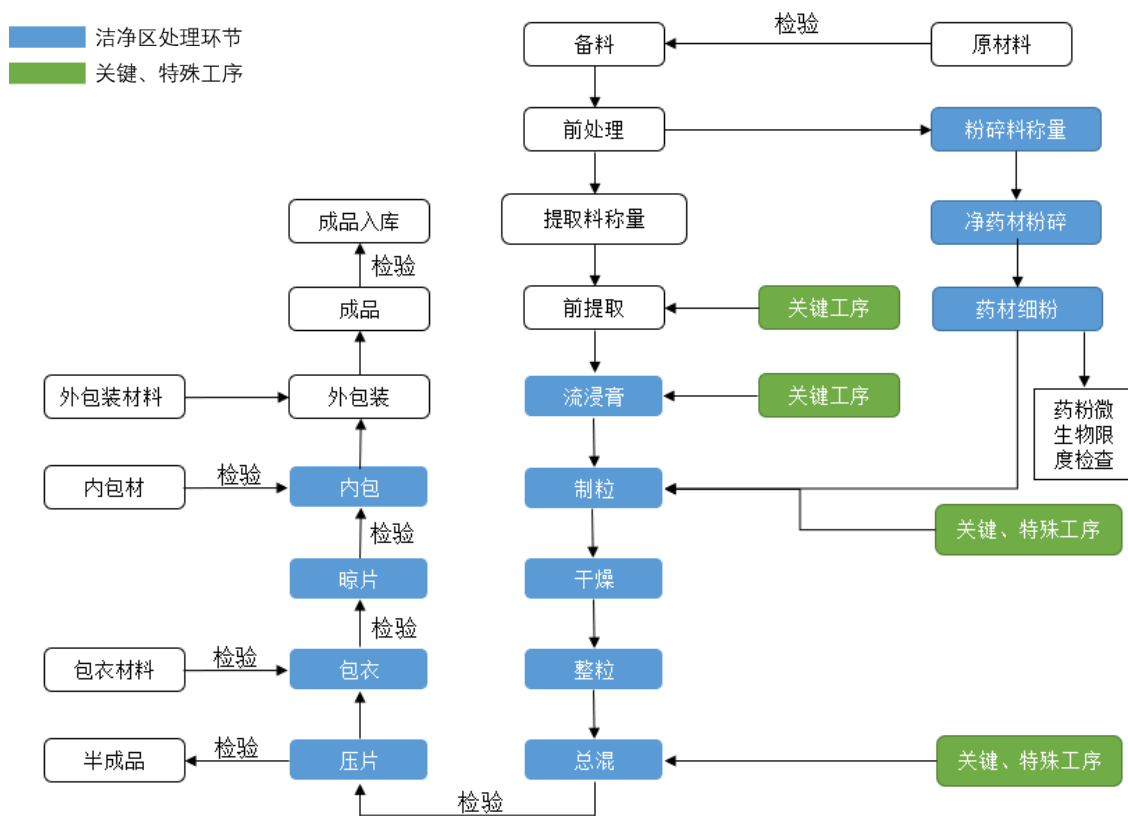 洁净区处理环节
关键、特殊工序
备料
检验
原材料
前处理
粉碎料称量
提取料称量
净药材粉碎
成品入库
检验
成品
前提取
关键工序
药材细粉
外包装材料
外包装
流浸膏
关键工序
药粉微
生物限
度检查
内包材
检验
内包
制粒
关键、特殊工序
检验
晾片
干燥
检验
包衣材料
检验
包衣
整粒
半成品
检验
压片
总混
关键、特殊工序
检验